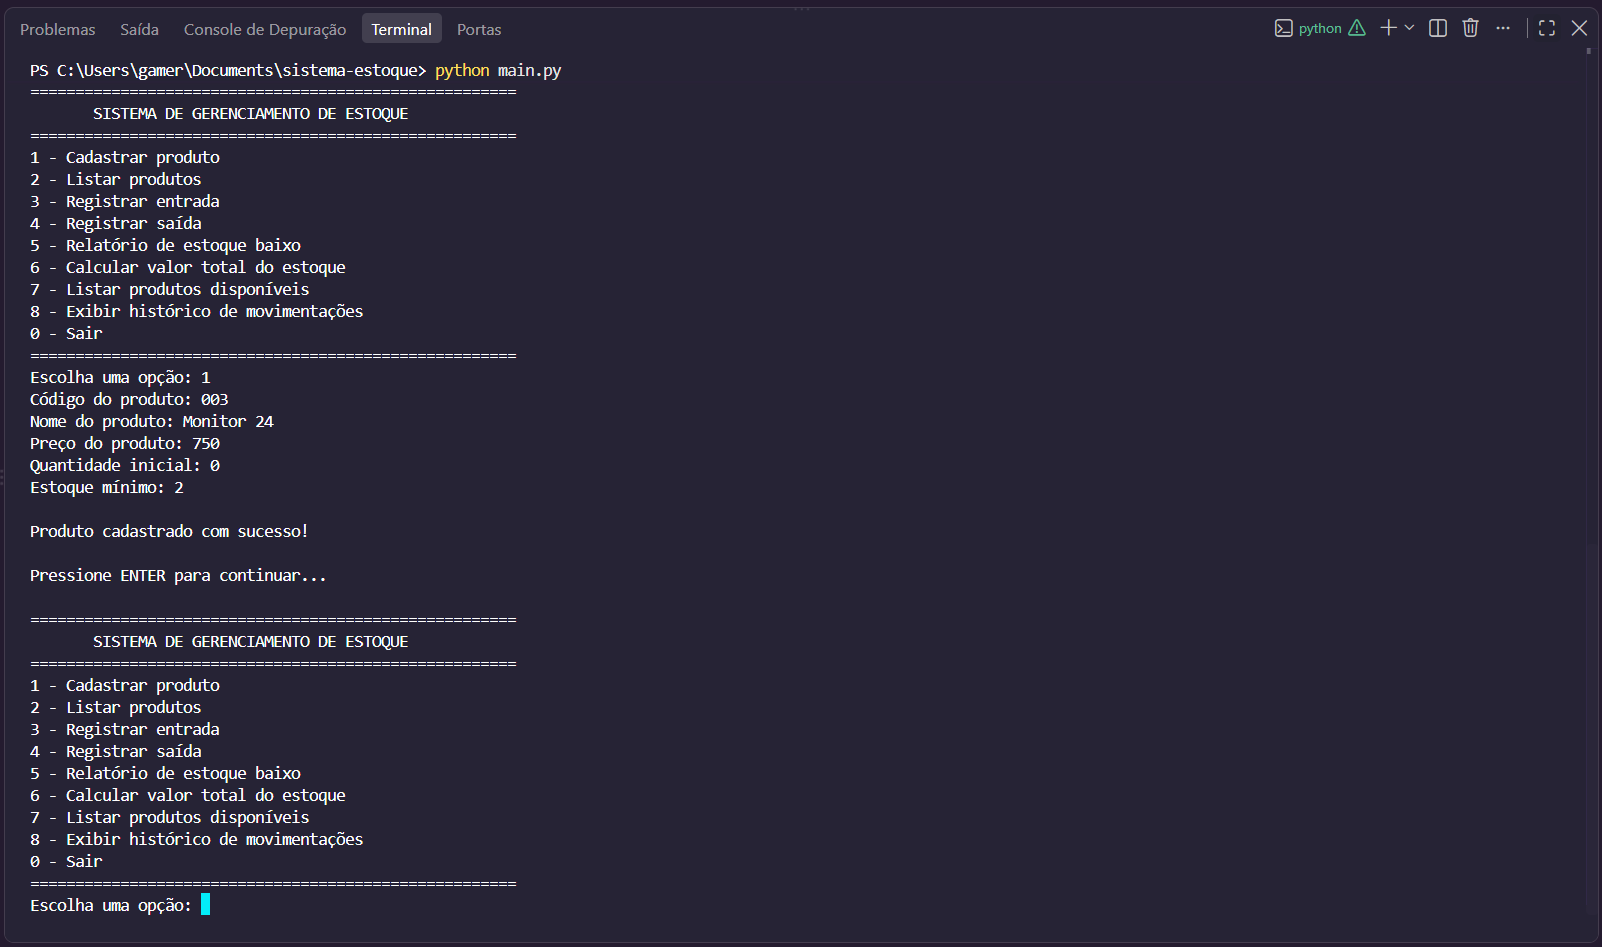 Problemas Saída Console de Depuração Terminal Portas python
PS C:\Users\gamer\Documents\sistema-estoque> python main.py
======================================================
SISTEMA DE GERENCIAMENTO DE ESTOQUE
======================================================
1 - Cadastrar produto
2 - Listar produtos
3 - Registrar entrada
4 - Registrar saída
5 - Relatório de estoque baixo
6 - Calcular valor total do estoque
7 - Listar produtos disponíveis
8 - Exibir histórico de movimentações
0 - Sair
======================================================
Escolha uma opção: 1
Código do produto: 003
Nome do produto: Monitor 24
Preço do produto: 750
Quantidade inicial: 0
Estoque mínimo: 2
Produto cadastrado com sucesso!
Pressione ENTER para continuar...
======================================================
SISTEMA DE GERENCIAMENTO DE ESTOQUE
======================================================
1 - Cadastrar produto
2 - Listar produtos
3 - Registrar entrada
4 - Registrar saída
5 - Relatório de estoque baixo
6 - Calcular valor total do estoque
7 - Listar produtos disponíveis
8 - Exibir histórico de movimentações
0 - Sair
======================================================
Escolha uma opção: